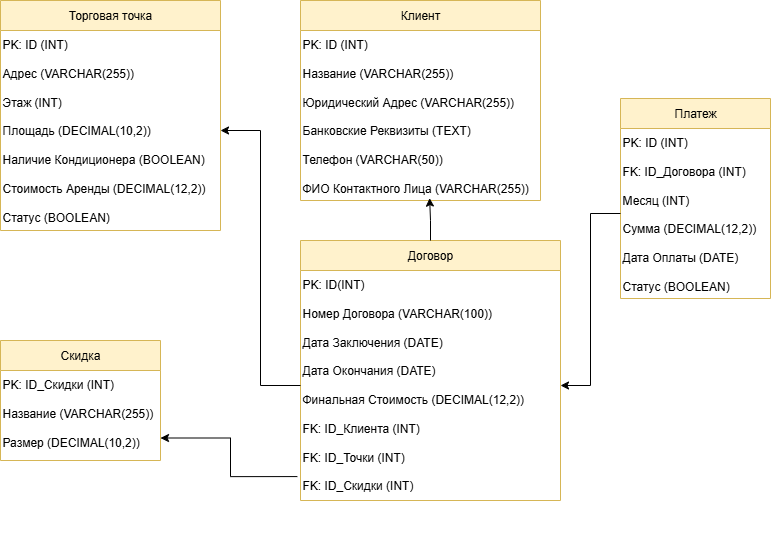 Торговая точка
PK: ID (INT)
Адрес (VARCHAR(255))
Этаж (INT)
Площадь (DECIMAL(10,2))
Наличие Кондиционера (BOOLEAN)
Стоимость Аренды (DECIMAL(12,2))
Статус (BOOLEAN)
Клиент
PK: ID (INT)
Название (VARCHAR(255))
Юридический Адрес (VARCHAR(255))
Банковские Реквизиты (TEXT)
Телефон (VARCHAR(50))
ФИО Контактного Лица (VARCHAR(255))
Платеж
PK: ID (INT)
FK: ID_Договора (INT)
Месяц (INT)
Сумма (DECIMAL(12,2))
Дата Оплаты (DATE)
Статус (BOOLEAN)
Договор
PK: ID(INT)
Номер Договора (VARCHAR(100))
Дата Заключения (DATE)
Дата Окончания (DATE)
Финальная Стоимость (DECIMAL(12,2))
FK: ID_Клиента (INT)
FK: ID_Точки (INT)
FK: ID_Скидки (INT)
Скидка
PK: ID_Скидки (INT)
Название (VARCHAR(255))
Размер (DECIMAL(10,2))